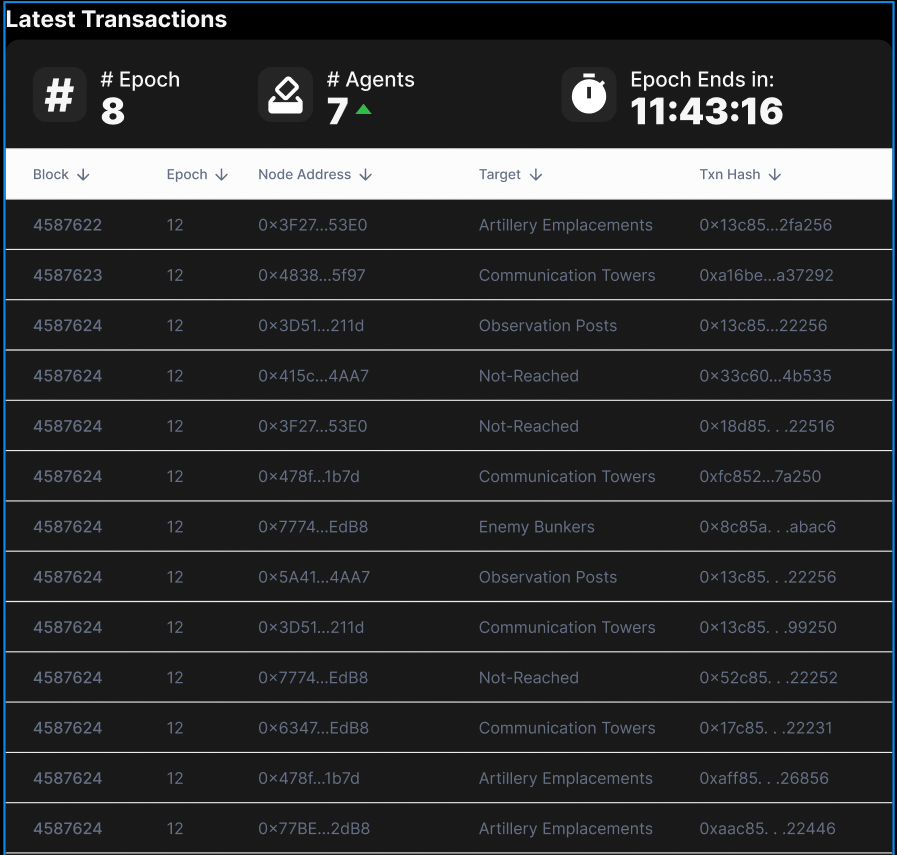 Latest Transactions
# # Epoch # Agents Epoch Ends in:
8 7 11:43:16
Block Epoch Node Address Target Txn Hash
4587622 12 0×3F27...53E0 Artillery Emplacements 0×13c85...2fa256
4587623 12 0×4838...5f97 Communication Towers 0xa16be...a37292
4587624 12 0×3D51...211d Observation Posts 0×13c85...22256
4587624 12 0×415c...4AA7 Not-Reached 0×33c60...4b535
4587624 12 0×3F27...53E0 Not-Reached 0×18d85. . .22516
4587624 12 0×478f...1b7d Communication Towers 0xfc852...7a250
4587624 12 0×7774...EdB8 Enemy Bunkers 0×8c85a. . .abac6
4587624 12 0×5A41...4AA7 Observation Posts 0×13c85. . .22256
4587624 12 0×3D51...211d Communication Towers 0×13c85. . .99250
4587624 12 0×7774...EdB8 Not-Reached 0×52c85. . .22252
4587624 12 0×6347...EdB8 Communication Towers 0×17c85. . .22231
4587624 12 0×478f...1b7d Artillery Emplacements 0xaff85. . .26856
4587624 12 0×77BE...2dB8 Artillery Emplacements 0xaac85. . .22446